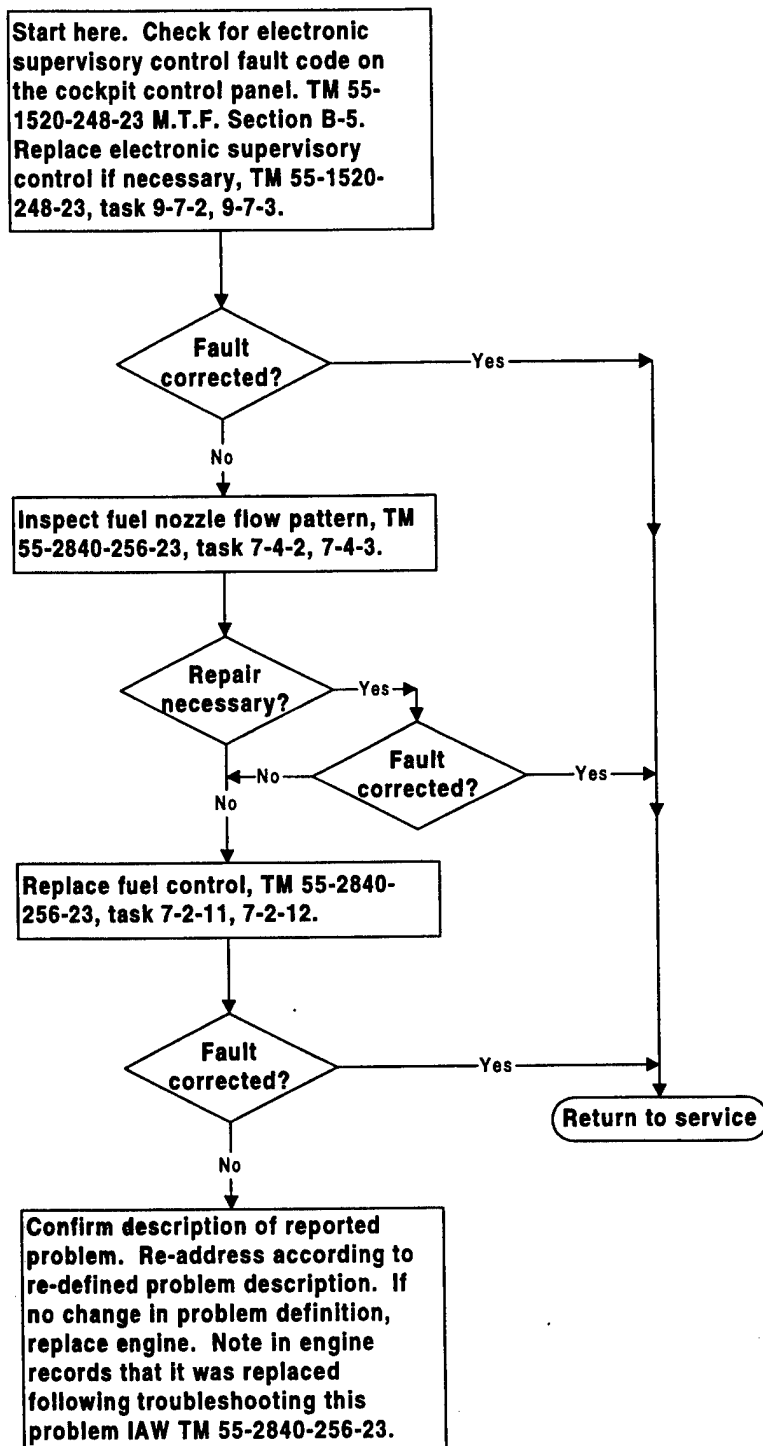 Start here.  Check for electronic
supervisory control fault code on
the cockpit control panel. TM 55-
1520-248-23 M.T.F. Section B-5.
Replace electronic supervisory
control if necessary, TM 55-1520-
248-23, task 9-7-2, 9-7-3.
Fault
corrected?
Yes
No
Inspect fuel nozzle flow pattern, TM
55-2840-256-23, task 7-4-2, 7-4-3.
Repair
necessary?
Yes
Fault
corrected?
No
Yes
No
Replace fuel control, TM 55-2840-
256-23, task 7-2-11, 7-2-12.
Fault
corrected?
Yes
Return to service
No
Confirm description of reported
problem.  Re-address according to
re-defined problem description.  If
no change in problem definition,
replace engine.  Note in engine
records that it was replaced
following troubleshooting this
problem IAW TM 55-2840-256-23.